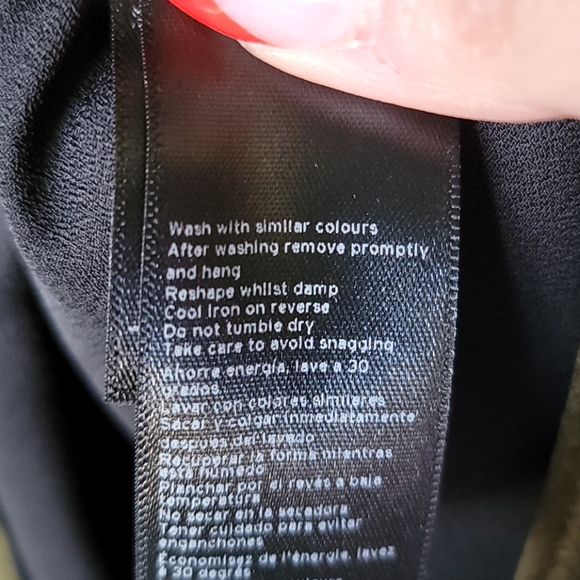 Wash with similar colours
After washing remove promptly
and hang
Reshape whilst damp
Cool iron on reverse
Do not tumble dry
Take care to avoid snagging
Ahorre energía, lave a 30
grados
Lavar con colores similares
Sacar y colgar inmediatamente
después del lavado
Recuperar la forma mientras
está húmedo
Planchar por el revés a baja
temperatura
No secar en la secadora
Tener cuidado para evitar
enganchones
Économisez de l'énergie, lavez
à 30 degrés